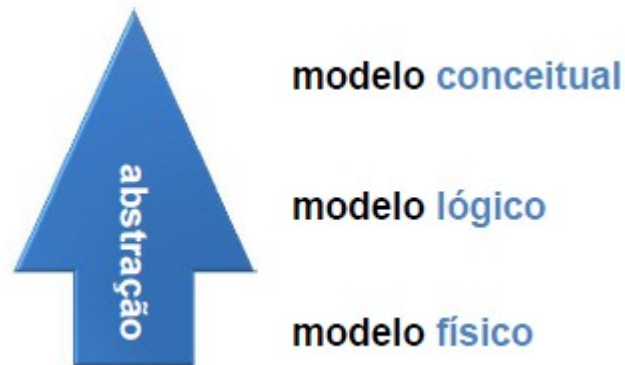 modelo conceitual
abstração
modelo lógico
modelo físico